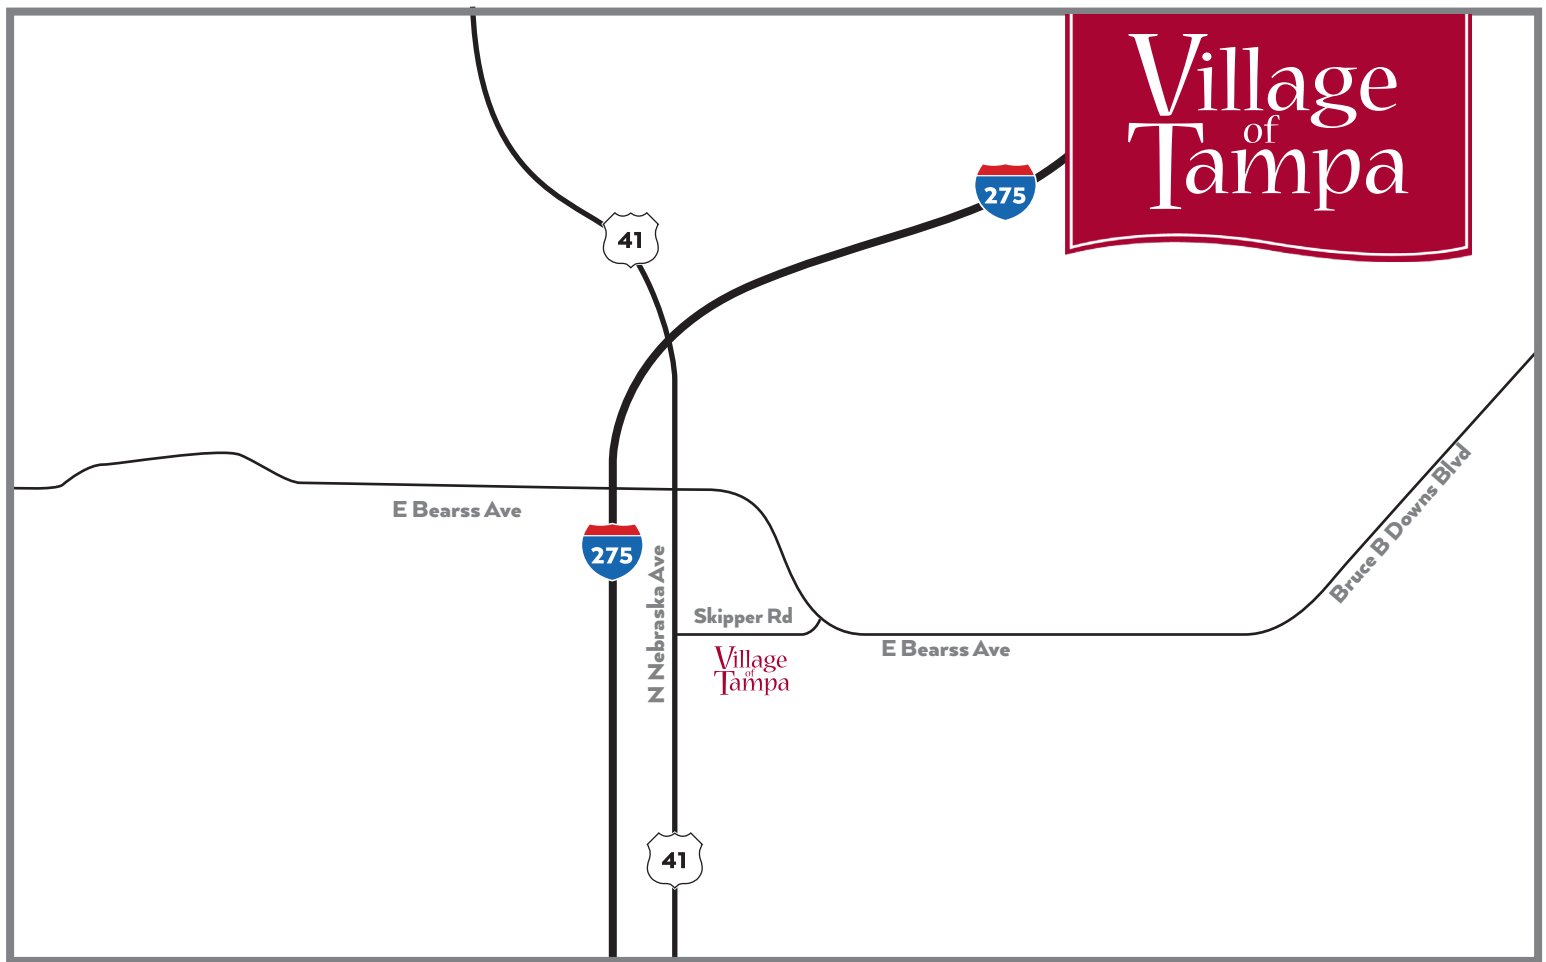 Village
of
Tampa
275
41
E Bearss Ave
275
N Nebraska Ave
Skipper Rd
Village
of
Tampa
E Bearss Ave
Bruce B Downs Blvd
41